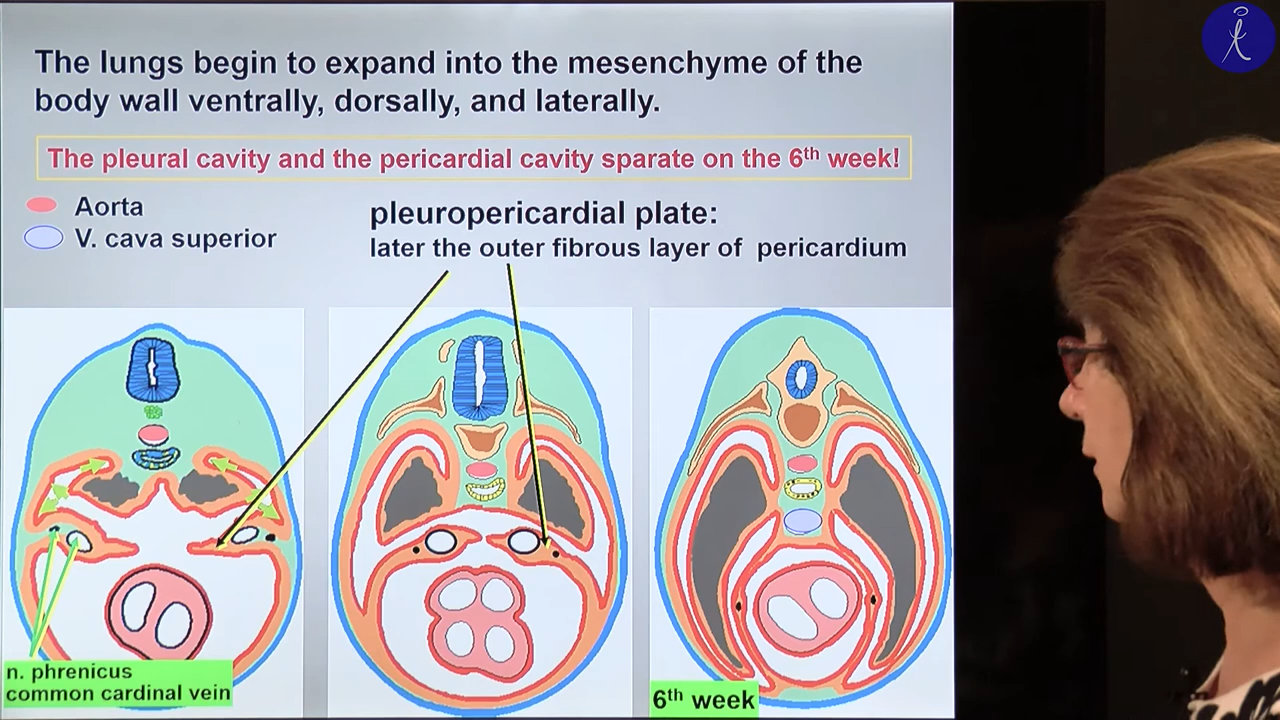 The lungs begin to expand into the mesenchyme of the
body wall ventrally, dorsally, and laterally.
The pleural cavity and the pericardial cavity sparate on the 6th week!
Aorta
V. cava superior
pleuropericardial plate:
later the outer fibrous layer of pericardium
n. phrenicus
common cardinal vein
6th week